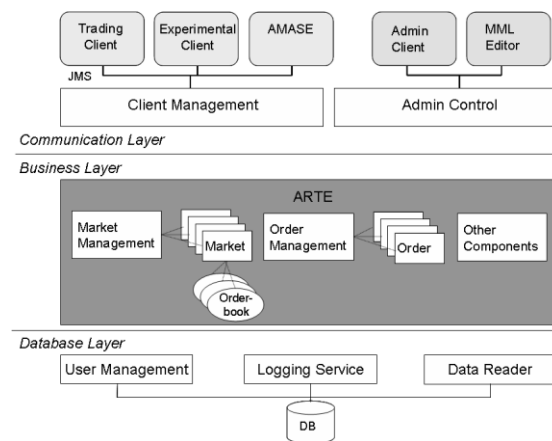 Trading
Client
Experimental
Client
AMASE
Admin
Client
MML
Editor
JMS
Client Management
Admin Control
Communication Layer
Business Layer
ARTE
Market
Management
Market
Order-
book
Order
Management
Order
Other
Components
Database Layer
User Management
Logging Service
Data Reader
DB